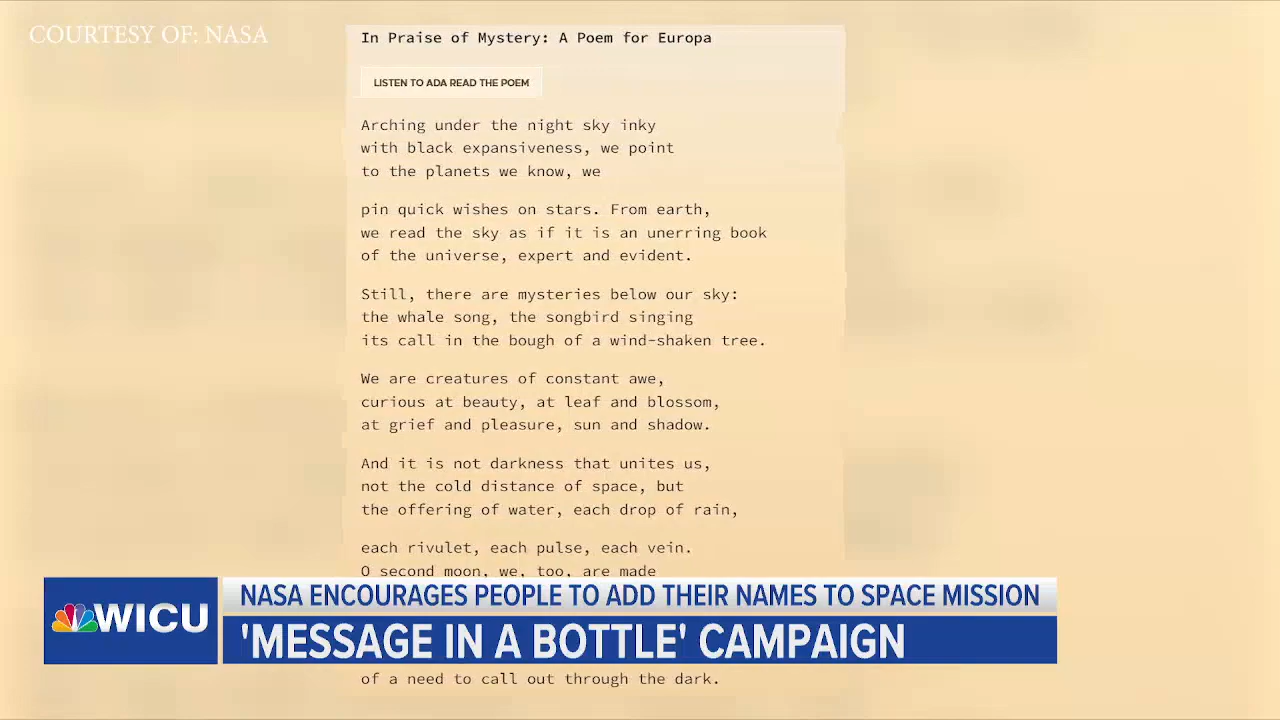 COURTESY OF: NASA
In Praise of Mystery: A Poem for Europa
LISTEN TO ADA READ THE POEM
Arching under the night sky inky
with black expansiveness, we point
to the planets we know, we
pin quick wishes on stars. From earth,
we read the sky as if it is an unerring book
of the universe, expert and evident.
Still, there are mysteries below our sky:
the whale song, the songbird singing
its call in the bough of a wind-shaken tree.
We are creatures of constant awe,
curious at beauty, at leaf and blossom,
at grief and pleasure, sun and shadow.
And it is not darkness that unites us,
not the cold distance of space, but
the offering of water, each drop of rain,
each rivulet, each pulse, each vein.
O second moon, we, too, are made
WICU
NASA ENCOURAGES PEOPLE TO ADD THEIR NAMES TO SPACE MISSION
'MESSAGE IN A BOTTLE' CAMPAIGN
of a need to call out through the dark.